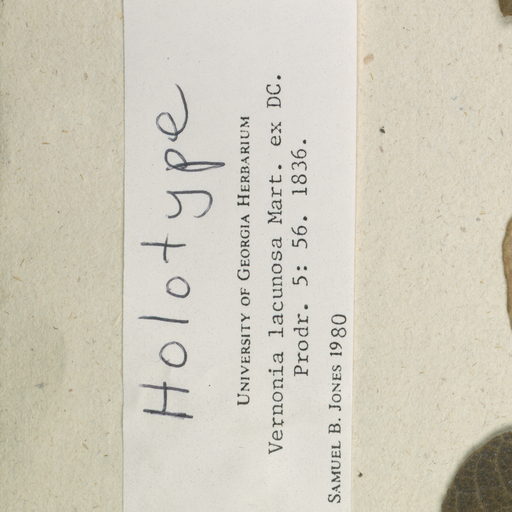 Holotype
UNIVERSITY OF GEORGIA HERBARIUM
Vernonia lacunosa Mart. ex DC.
Prodr. 5: 56. 1836.
SAMUEL B. JONES 1980